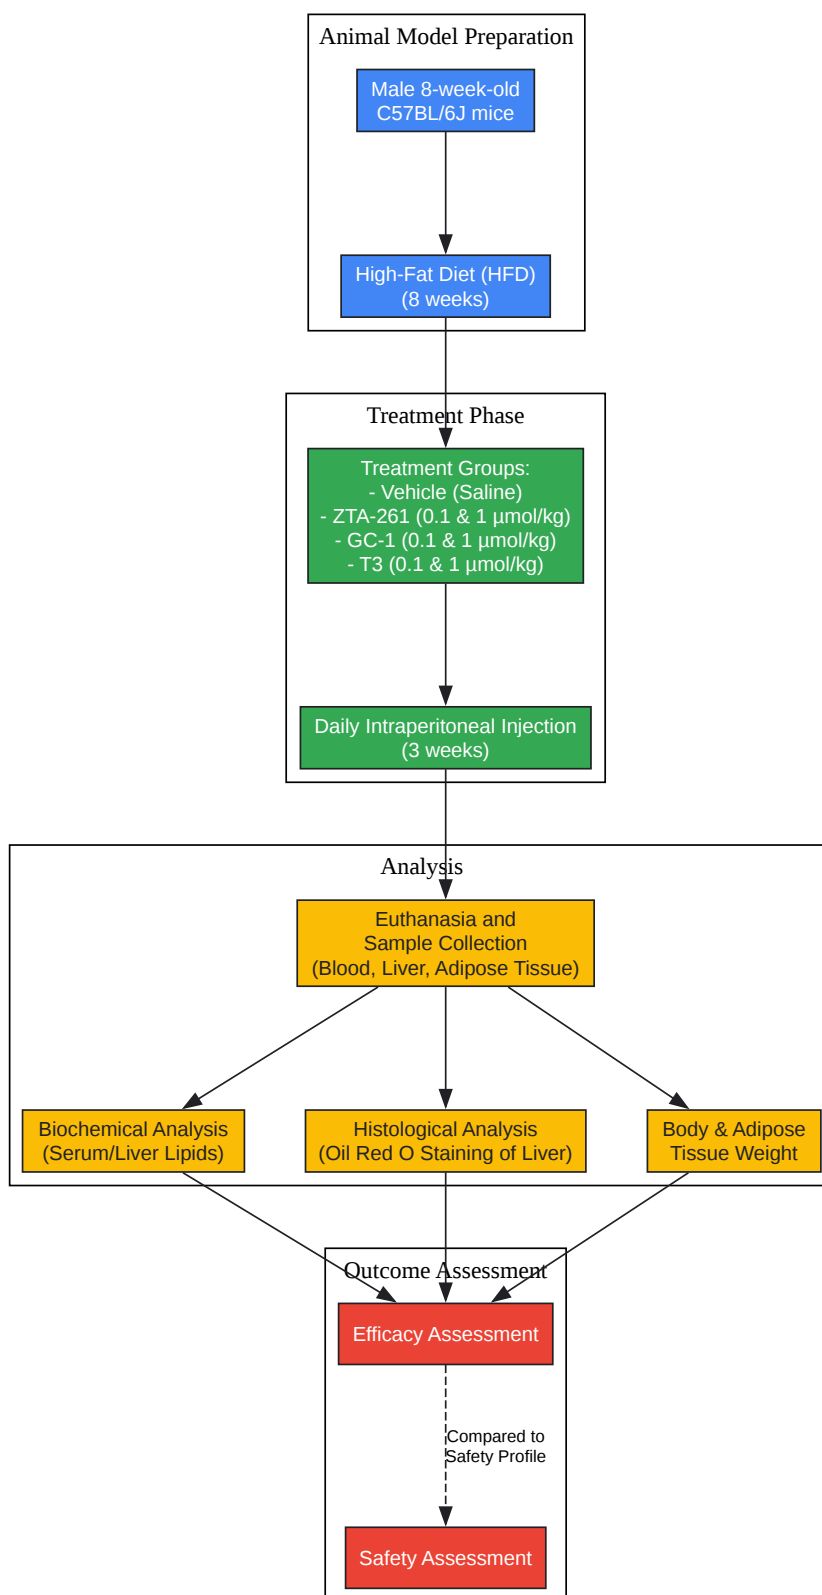 Animal Model Preparation
Male 8-week-old
C57BL/6J mice
High-Fat Diet (HFD)
(8 weeks)
Treatment Phase
Treatment Groups:
- Vehicle (Saline)
- ZTA-261 (0.1 & 1 µmol/kg)
- GC-1 (0.1 & 1 µmol/kg)
- T3 (0.1 & 1 µmol/kg)
Daily Intraperitoneal Injection
(3 weeks)
Analysis
Euthanasia and
Sample Collection
(Blood, Liver, Adipose Tissue)
Biochemical Analysis
(Serum/Liver Lipids)
Histological Analysis
(Oil Red O Staining of Liver)
Body & Adipose
Tissue Weight
Outcome Assessment
Efficacy Assessment
Compared to
Safety Profile
Safety Assessment